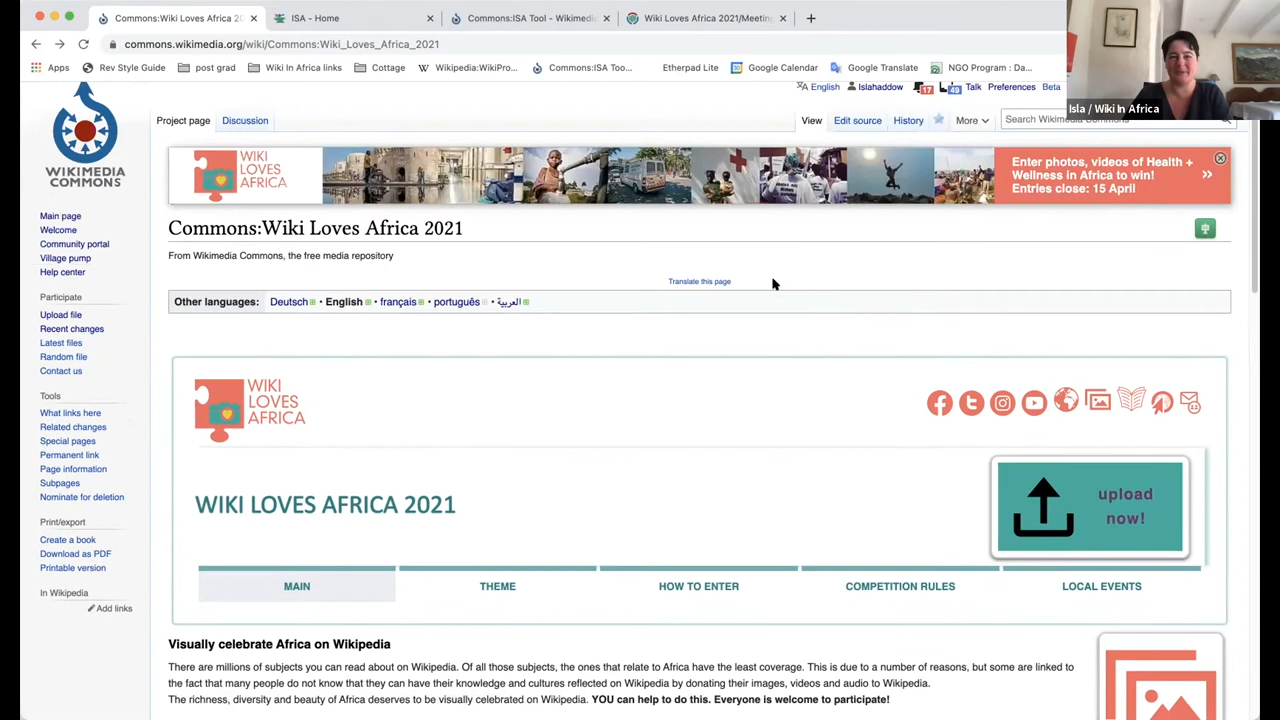 Commons:Wiki Loves Africa 20
ISA - Home
Commons:ISA Tool - Wikimedi
Wiki Loves Africa 2021/Meetin
commons.wikimedia.org/wiki/Commons:Wiki_Loves_Africa_2021
Apps Rev Style Guide post grad Wiki In Africa links Cottage Wikipedia:WikiPro... Commons:ISA Too... Etherpad Lite Google Calendar Google Translate NGO Program : Da...
Isla / Wiki In Africa
English Islahaddow 17 49 Talk Preferences Beta
Project page Discussion View Edit source History More Search Wikimedia Commons
WIKIMEDIA
COMMONS
WIKI
LOVES
AFRICA
Enter photos, videos of Health +
Wellness in Africa to win!
Entries close: 15 April
Main page
Welcome
Community portal
Village pump
Help center
Participate
Upload file
Recent changes
Latest files
Random file
Contact us
Tools
What links here
Related changes
Special pages
Permanent link
Page information
Subpages
Nominate for deletion
Print/export
Create a book
Download as PDF
Printable version
In Wikipedia
Add links
Commons:Wiki Loves Africa 2021
From Wikimedia Commons, the free media repository
Translate this page
Other languages: Deutsch • English • français • português • العربية
WIKI
LOVES
AFRICA
WIKI LOVES AFRICA 2021
upload
now!
MAIN THEME HOW TO ENTER COMPETITION RULES LOCAL EVENTS
Visually celebrate Africa on Wikipedia
There are millions of subjects you can read about on Wikipedia. Of all those subjects, the ones that relate to Africa have the least coverage. This is due to a number of reasons, but some are linked to
the fact that many people do not know that they can have their knowledge and cultures reflected on Wikipedia by donating their images, videos and audio to Wikipedia.
The richness, diversity and beauty of Africa deserves to be visually celebrated on Wikipedia. YOU can help to do this. Everyone is welcome to participate!